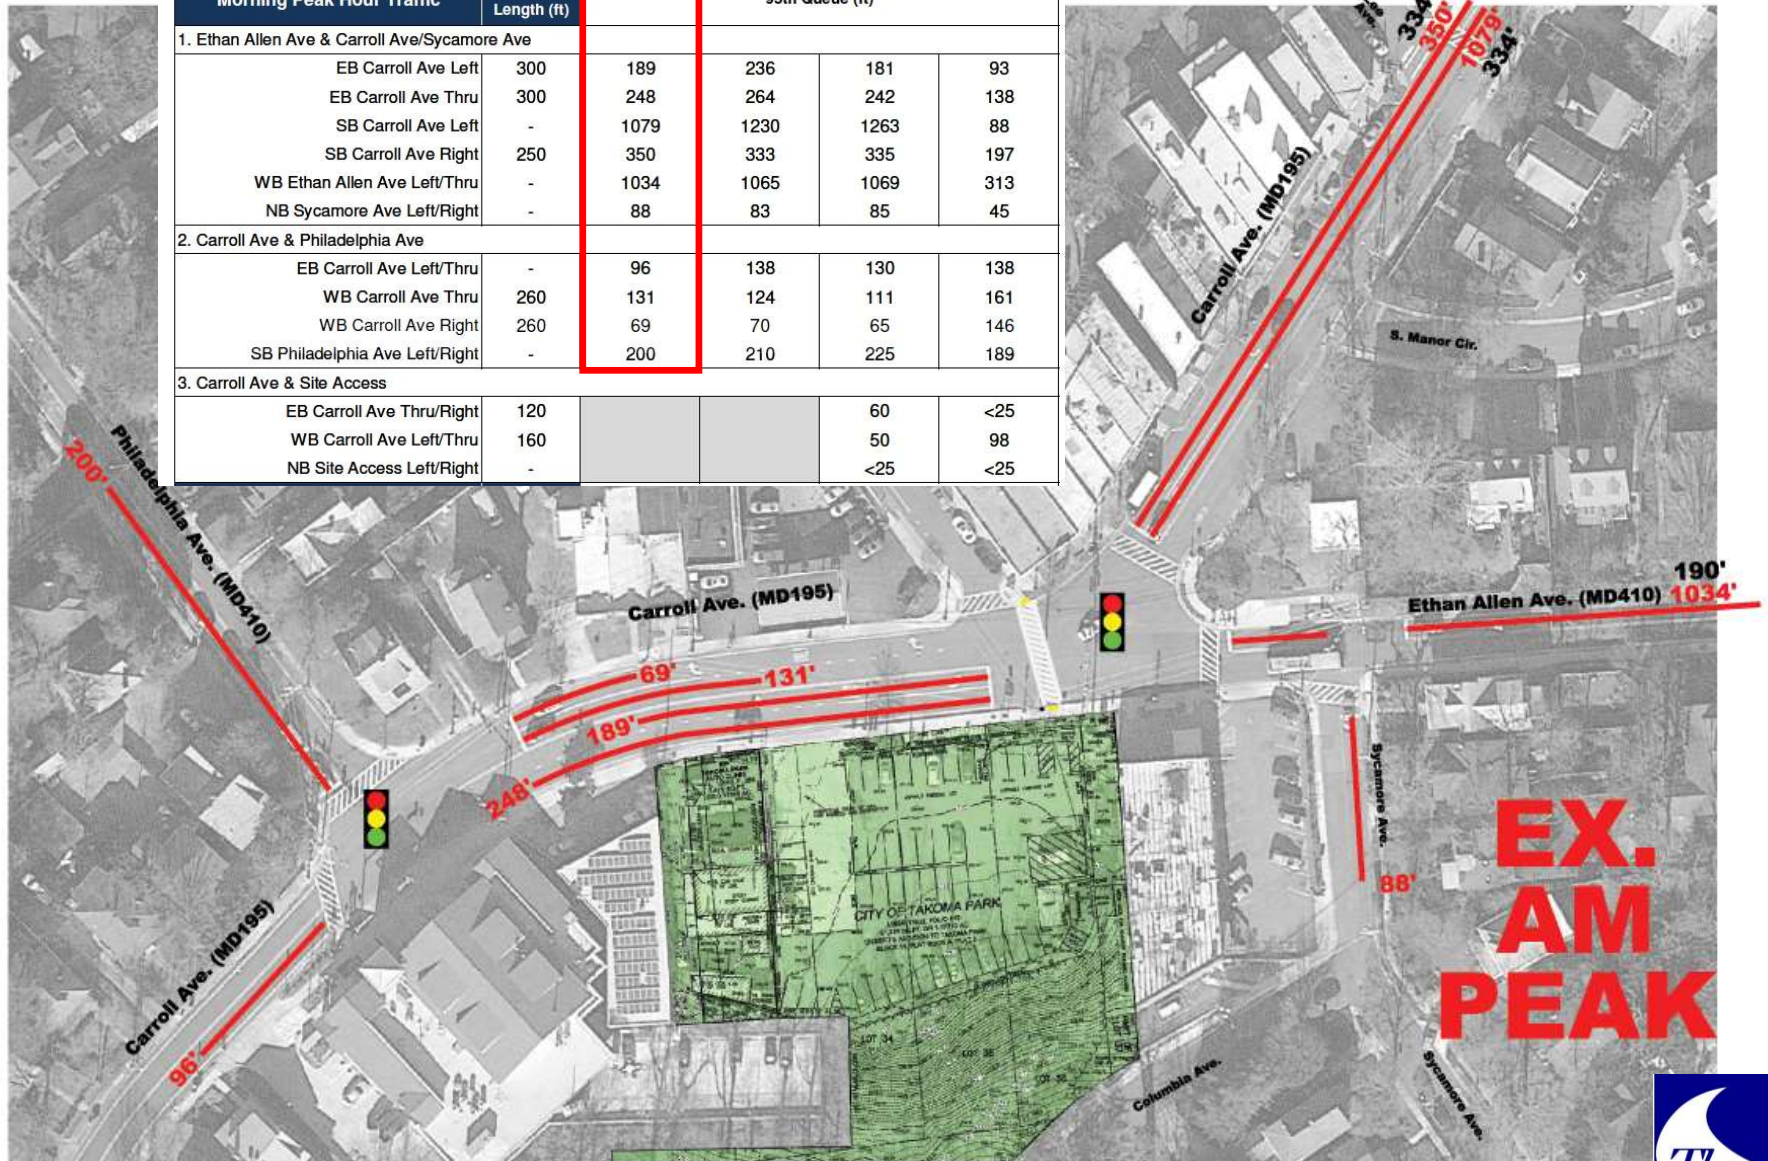 Morning Peak Hour Traffic Length (ft) 95th Queue (ft)
1. Ethan Allen Ave & Carroll Ave/Sycamore Ave
EB Carroll Ave Left 300 189 236 181 93
EB Carroll Ave Thru 300 248 264 242 138
SB Carroll Ave Left - 1079 1230 1263 88
SB Carroll Ave Right 250 350 333 335 197
WB Ethan Allen Ave Left/Thru - 1034 1065 1069 313
NB Sycamore Ave Left/Right - 88 83 85 45
2. Carroll Ave & Philadelphia Ave
EB Carroll Ave Left/Thru - 96 138 130 138
WB Carroll Ave Thru 260 131 124 111 161
WB Carroll Ave Right 260 69 70 65 146
SB Philadelphia Ave Left/Right - 200 210 225 189
3. Carroll Ave & Site Access
EB Carroll Ave Thru/Right 120 60 <25
WB Carroll Ave Left/Thru 160 50 98
NB Site Access Left/Right - <25 <25
Lee
Ave.
334'
350'
1079'
334'
Carroll Ave. (MD195)
S. Manor Cir.
200'
Philadelphia Ave. (MD410)
Carroll Ave. (MD195)
190'
Ethan Allen Ave. (MD410) 1034'
69'
131'
189'
248'
Sycamore Ave.
88'
EX.
AM
PEAK
CITY OF TAKOMA PARK
Carroll Ave. (MD195)
96'
LOT 34
LOT 35
Columbia Ave.
Sycamore Ave.